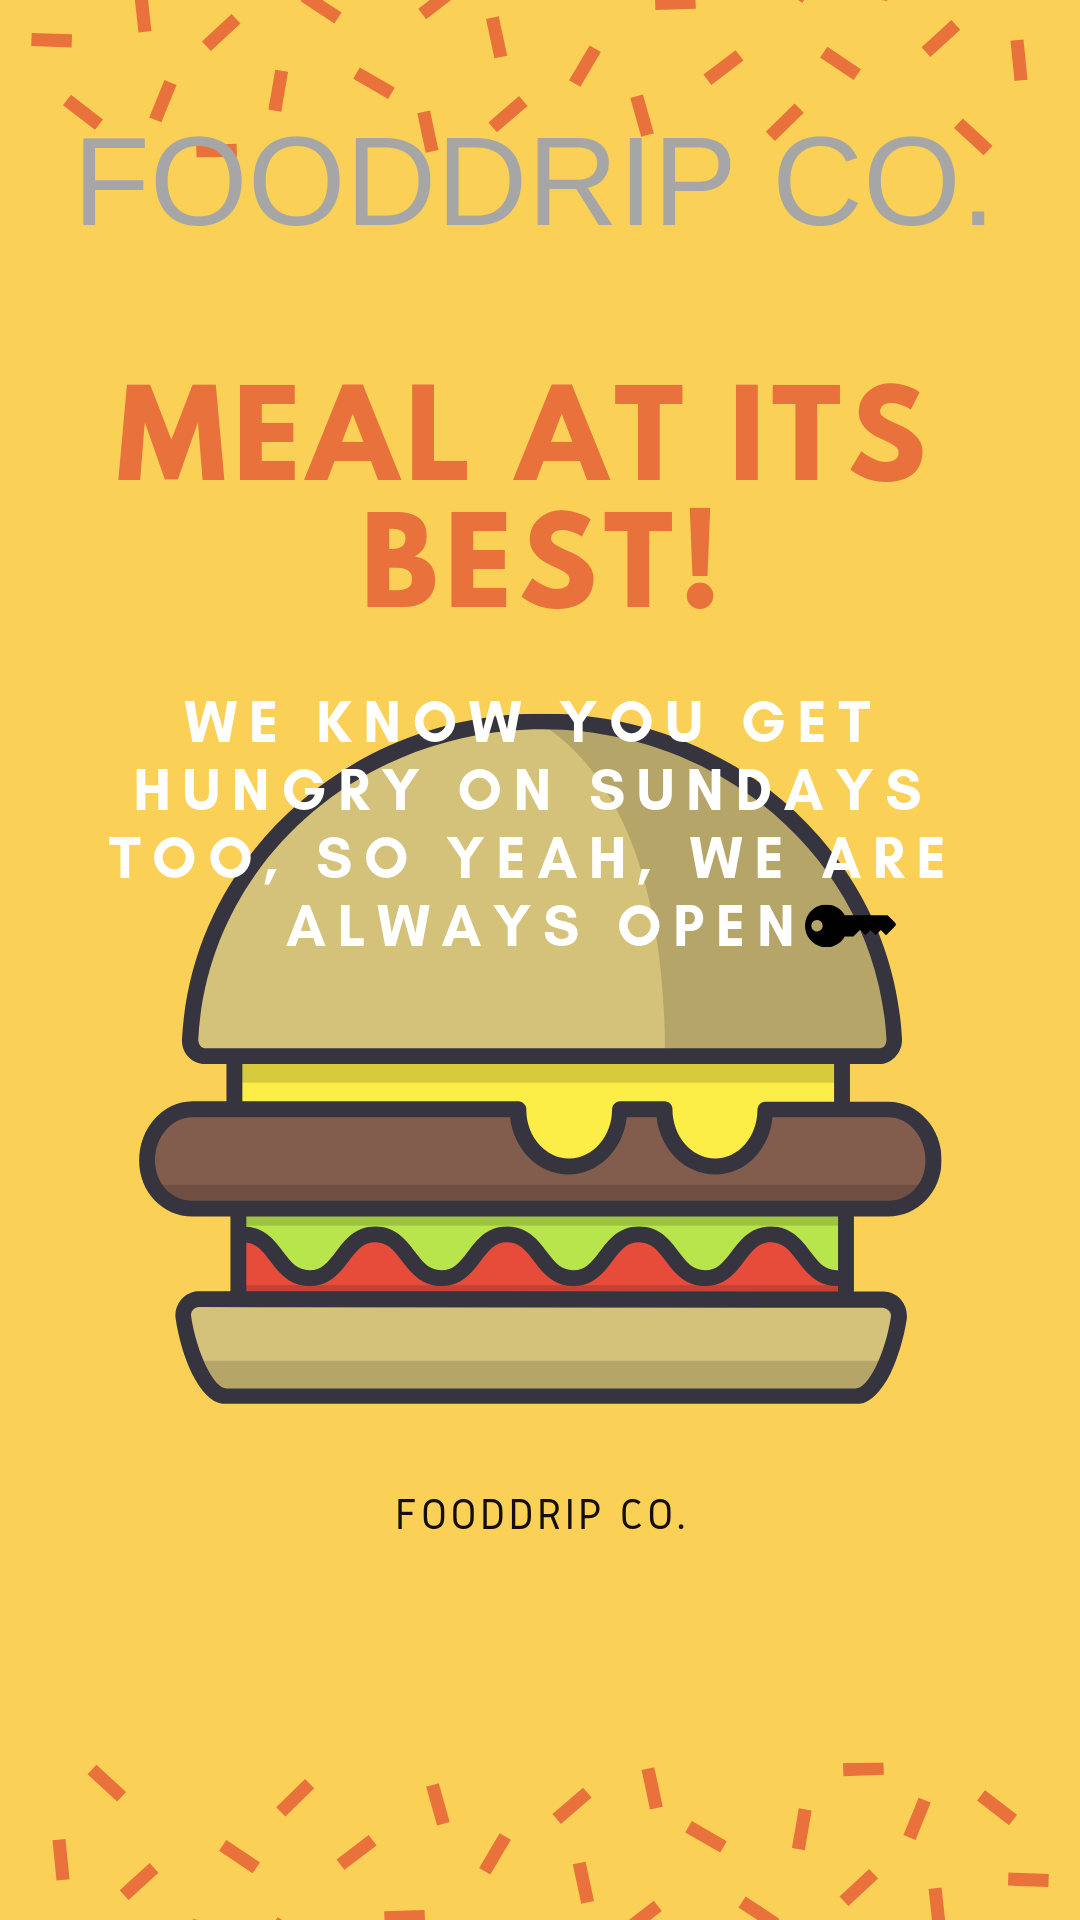 FOODDRIP CO.
MEAL AT ITS
BEST!
WE KNOW YOU GET
HUNGRY ON SUNDAYS
TOO, SO YEAH, WE ARE
ALWAYS OPEN
FOODDRIP CO.